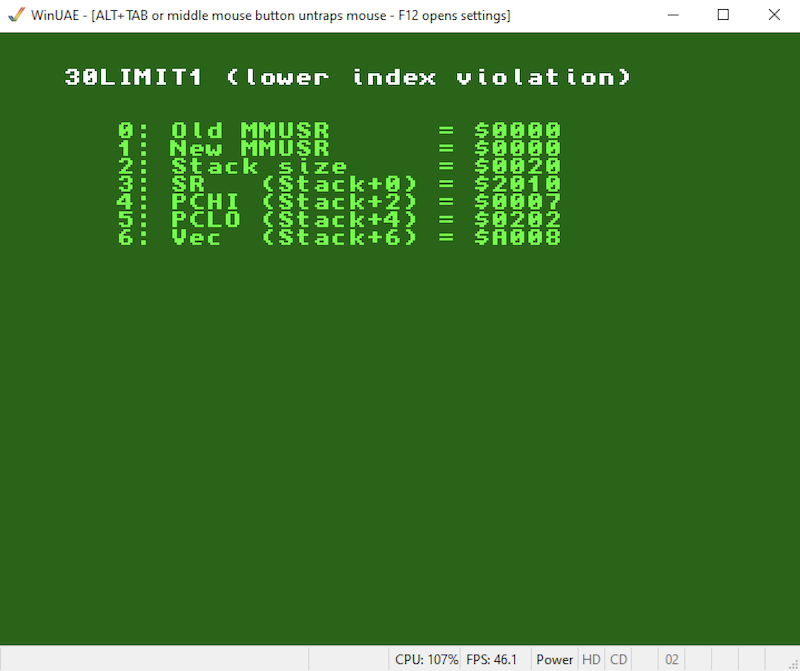 WinUAE - [ALT+TAB or middle mouse button untraps mouse - F12 opens settings]
30LIMIT1 (lower index violation)
0: Old MMUSR = $0000
1: New MMUSR = $0000
2: Stack size = $0020
3: SR (Stack+0) = $2010
4: PCHI (Stack+2) = $0007
5: PCLO (Stack+4) = $0202
6: Vec (Stack+6) = $A008
CPU: 107% FPS: 46.1 Power HD CD 02